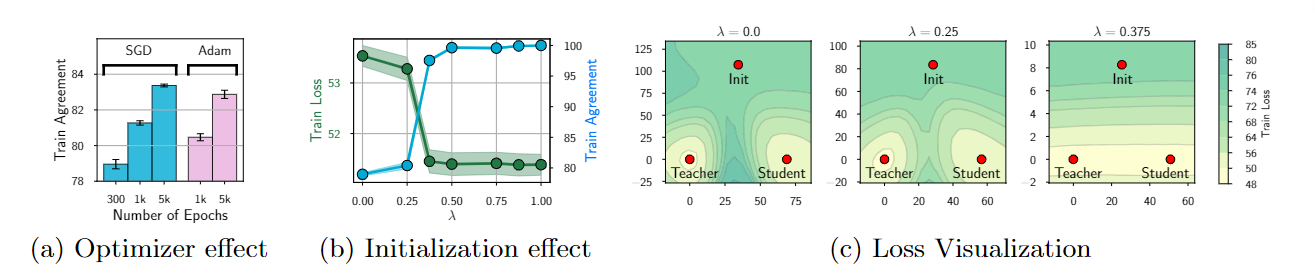 SGD
Adam
Train Agreement
84
82
80
78
300 1k 5k 1k 5k
Number of Epochs
(a) Optimizer effect
Train Loss
53
52
100
95
90
85
80
Train Agreement
0.00 0.25 0.50 0.75 1.00
λ
(b) Initialization effect
λ = 0.0
125
100
75
50
25
0
−25
Init
Teacher
Student
0 25 50 75
λ = 0.25
100
80
60
40
20
0
−20
Init
Teacher
Student
0 20 40 60
λ = 0.375
10
8
6
4
2
0
2
Init
Teacher
Student
0 20 40 60
85
80
76
74
71
68
64
56
50
48
Train Loss
(c) Loss Visualization